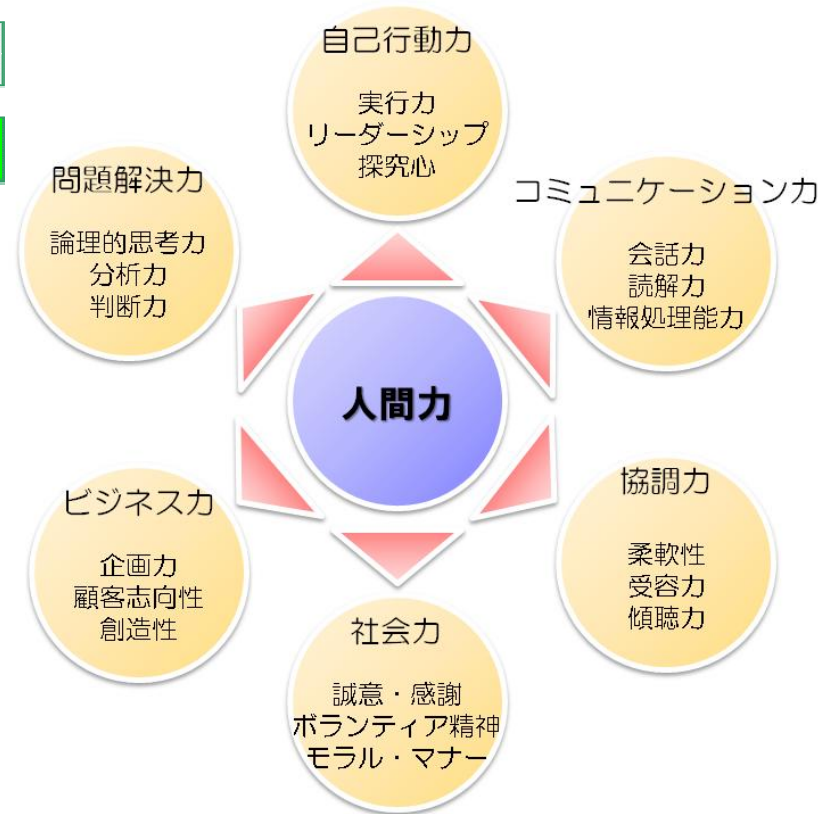 自己行動力
実行力
リーダーシップ
探究心
コミュニケーション力
会話力
読解力
情報処理能力
協調力
柔軟性
受容力
傾聴力
社会力
誠意・感謝
ボランティア精神
モラル・マナー
ビジネス力
企画力
顧客志向性
創造性
問題解決力
論理的思考力
分析力
判断力
人間力